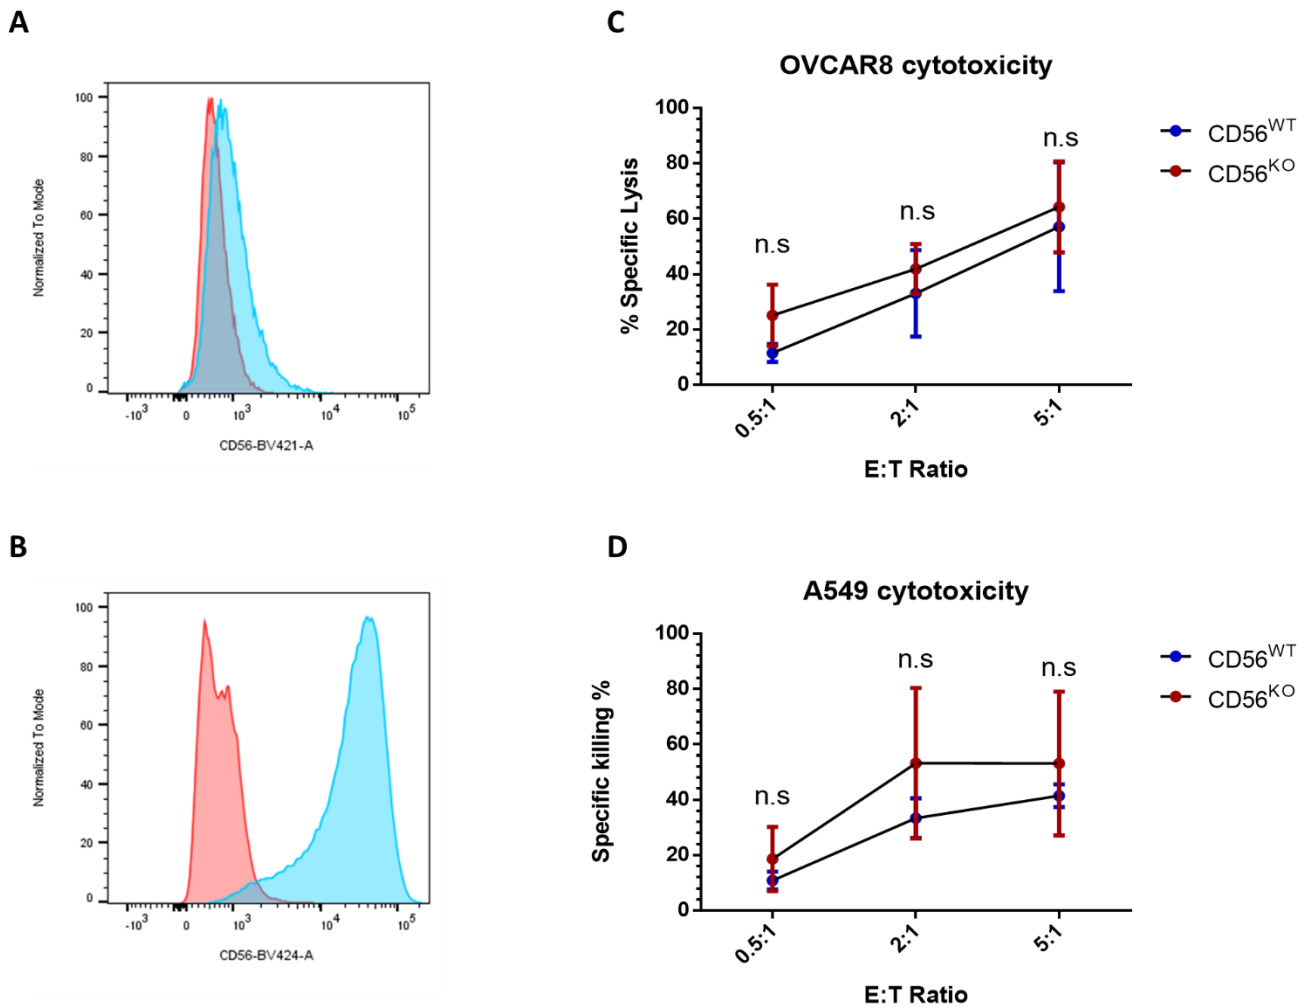 A
100
80
60
40
20
0
Normalized To Mode
-10³ 0 10³ 10⁴ 10⁵
CD56-BV421-A
B
100
80
60
40
20
0
Normalized To Mode
-10³ 0 10³ 10⁴ 10⁵
CD56-BV424-A
C
OVCAR8 cytotoxicity
100
80
60
40
20
0
% Specific Lysis
n.s
n.s
n.s
0.5:1 2:1 5:1
E:T Ratio
CD56ᵂᵀ
CD56ᴷᴼ
D
A549 cytotoxicity
100
80
60
40
20
0
Specific killing %
n.s
n.s
n.s
0.5:1 2:1 5:1
E:T Ratio
CD56ᵂᵀ
CD56ᴷᴼ